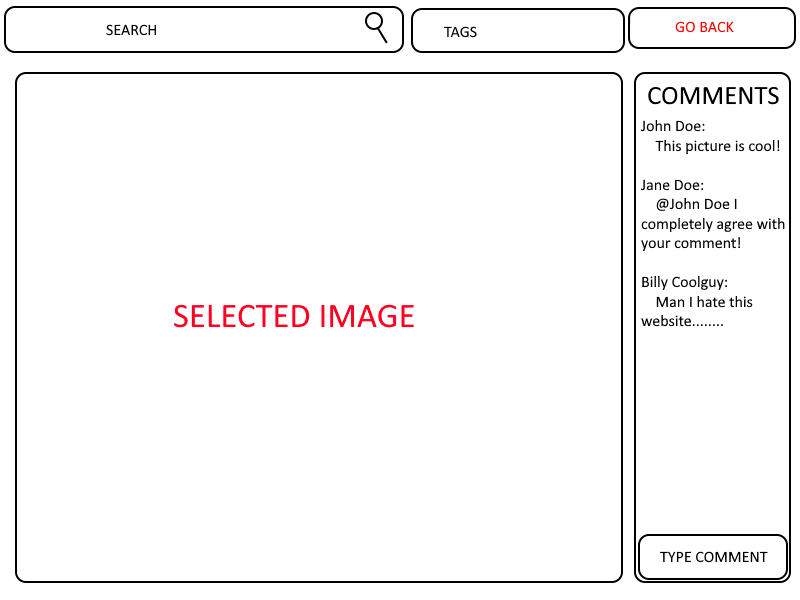 SEARCH
TAGS
GO BACK
SELECTED IMAGE
COMMENTS
John Doe:
This picture is cool!
Jane Doe:
@John Doe I
completely agree with
your comment!
Billy Coolguy:
Man I hate this
website........
TYPE COMMENT